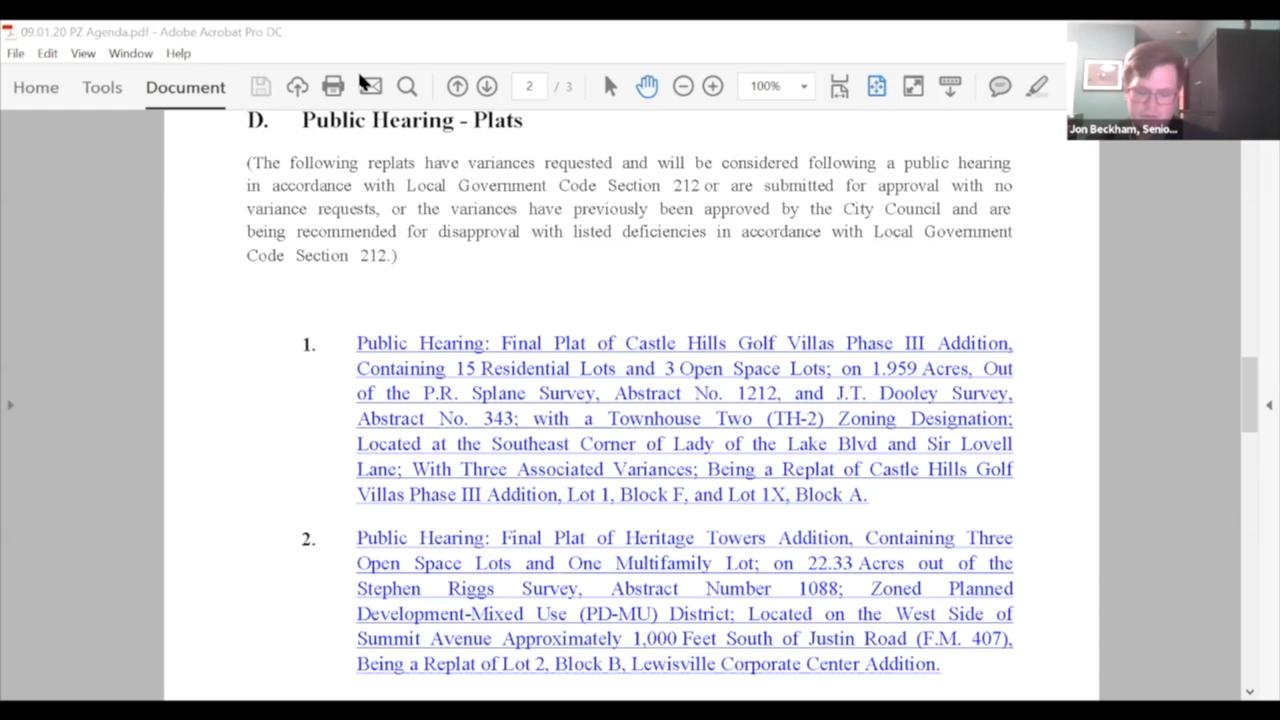 09.01.20 PZ Agenda.pdf - Adobe Acrobat Pro DC
File Edit View Window Help
Home Tools Document 2 / 3 100%
Jon Beckham, Senio...
D. Public Hearing - Plats
(The following replats have variances requested and will be considered following a public hearing
in accordance with Local Government Code Section 212 or are submitted for approval with no
variance requests, or the variances have previously been approved by the City Council and are
being recommended for disapproval with listed deficiencies in accordance with Local Government
Code Section 212.)
1. Public Hearing: Final Plat of Castle Hills Golf Villas Phase III Addition,
Containing 15 Residential Lots and 3 Open Space Lots; on 1.959 Acres, Out
of the P.R. Splane Survey, Abstract No. 1212, and J.T. Dooley Survey,
Abstract No. 343; with a Townhouse Two (TH-2) Zoning Designation;
Located at the Southeast Corner of Lady of the Lake Blvd and Sir Lovell
Lane; With Three Associated Variances; Being a Replat of Castle Hills Golf
Villas Phase III Addition, Lot 1, Block F, and Lot 1X, Block A.
2. Public Hearing: Final Plat of Heritage Towers Addition, Containing Three
Open Space Lots and One Multifamily Lot; on 22.33 Acres out of the
Stephen Riggs Survey, Abstract Number 1088; Zoned Planned
Development-Mixed Use (PD-MU) District; Located on the West Side of
Summit Avenue Approximately 1,000 Feet South of Justin Road (F.M. 407),
Being a Replat of Lot 2, Block B, Lewisville Corporate Center Addition.